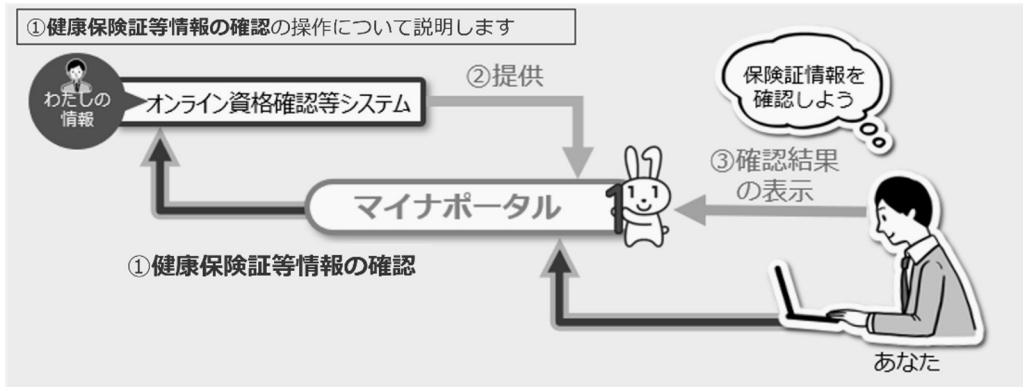 ①健康保険証等情報の確認の操作について説明します
わたしの
情報
オンライン資格確認等システム
②提供
保険証情報を
確認しよう
③確認結果
の表示
マイナポータル
1
①健康保険証等情報の確認
あなた